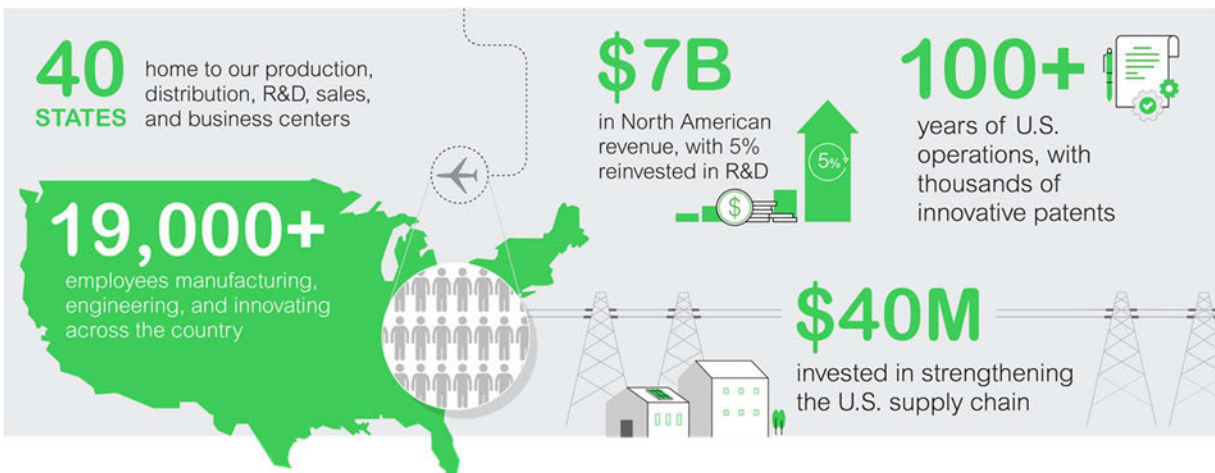 40
STATES
home to our production,
distribution, R&D, sales,
and business centers
19,000+
employees manufacturing,
engineering, and innovating
across the country
$7B
in North American
revenue, with 5%
reinvested in R&D
5%
$
100+
years of U.S.
operations, with
thousands of
innovative patents
$40M
invested in strengthening
the U.S. supply chain